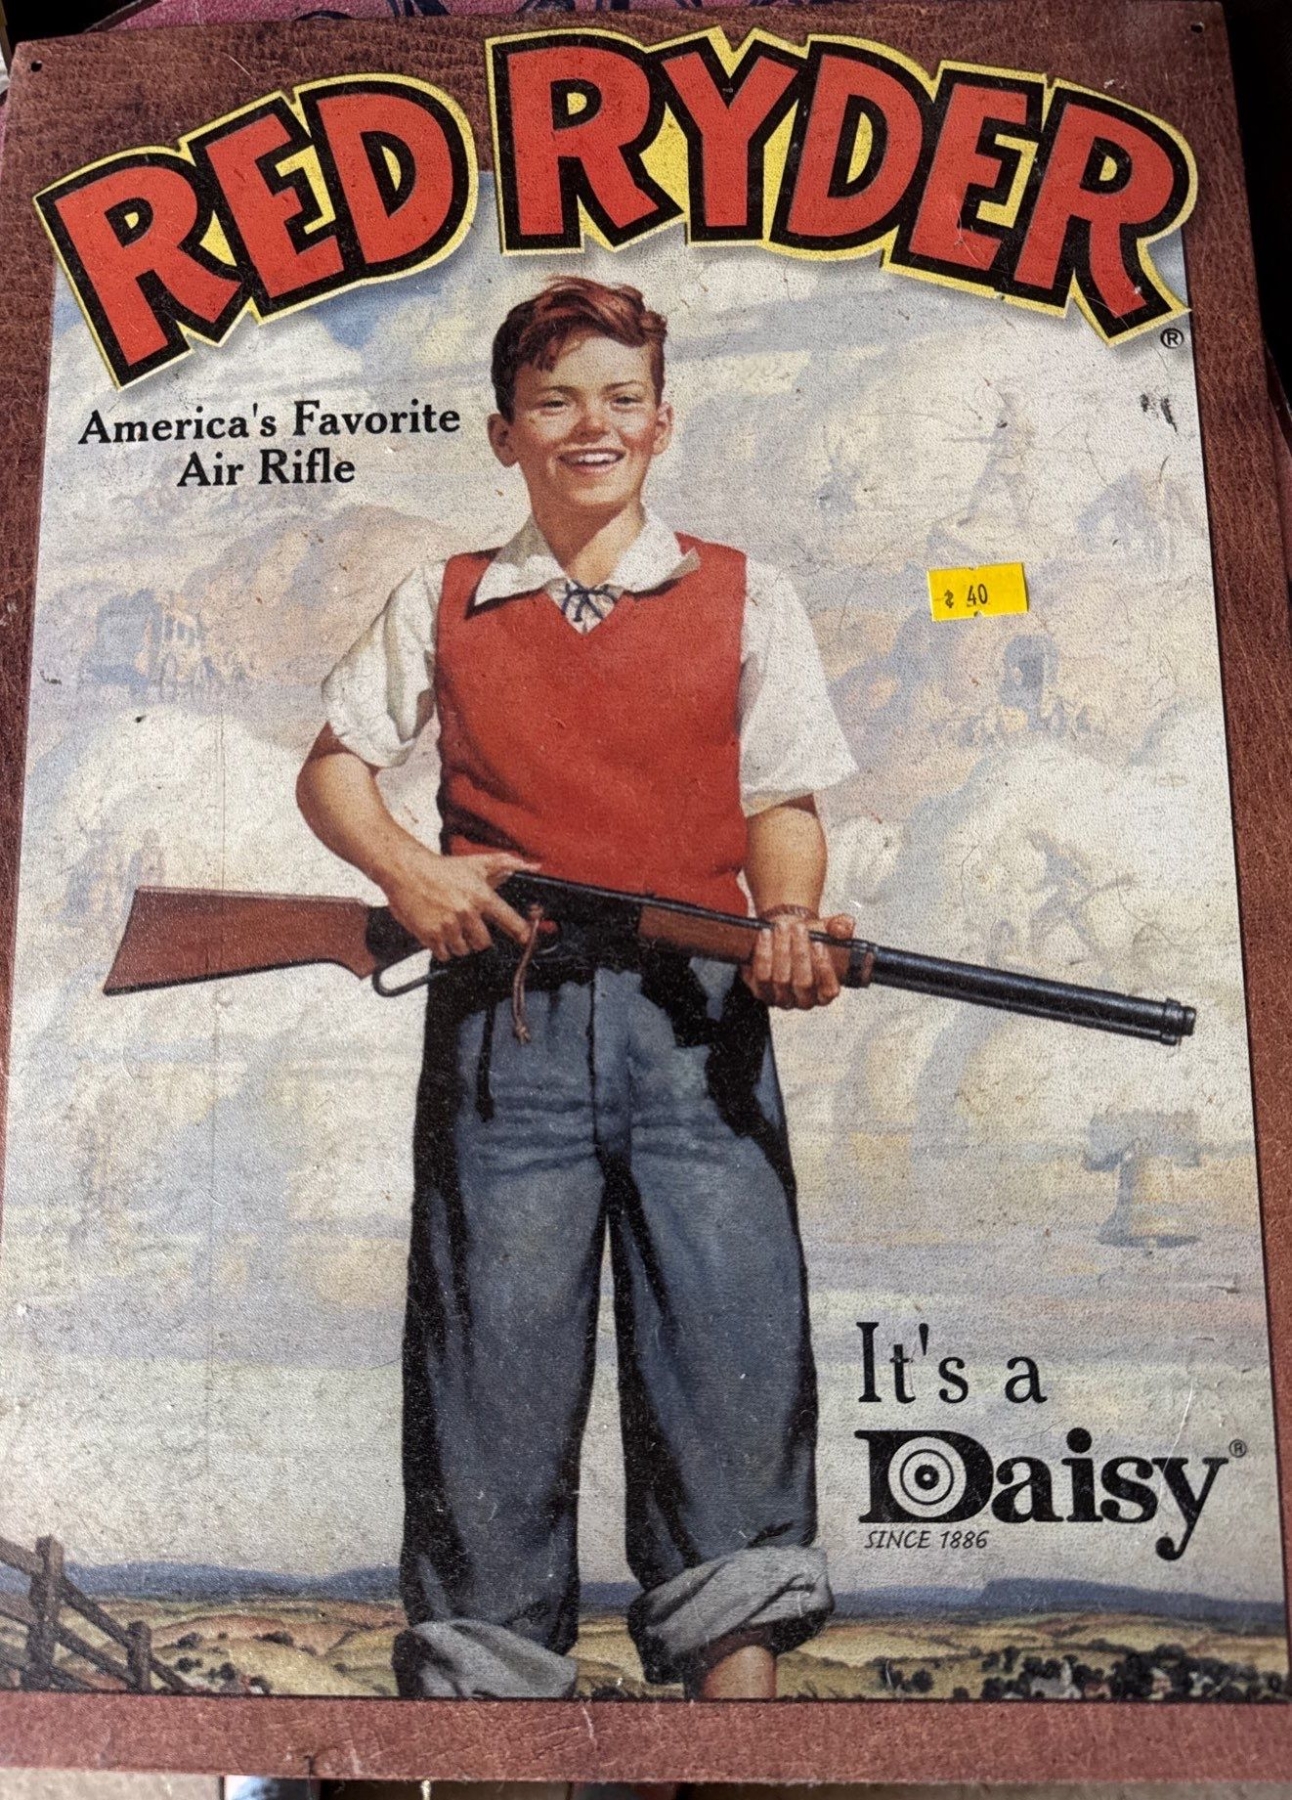 RED RYDER®
America's Favorite
Air Rifle
40
It's a
Daisy®
SINCE 1886